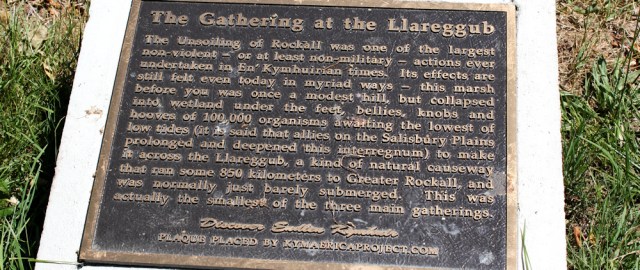 The Gathering at the Llareggub
The Unsoiling of Rockall was one of the largest
non-violent – or at least non-military – actions ever
undertaken in En' Kymhuirian times. Its effects are
still felt even today in myriad ways – this marsh
before you was once a modest hill, but collapsed
into wetland under the feet, bellies, knobs and
hooves of 100,000 organisms awaiting the lowest of
low tides (it is said that allies on the Salisbury Plains
prolonged and deepened this interregnum) to make
it across the Llareggub, a kind of natural causeway
that ran some 850 kilometers to Greater Rockall, and
was normally just barely submerged. This was
actually the smallest of the three main gatherings.
Discover
PLAQUE PLACED BY KYMAERICAPROJECT.COM